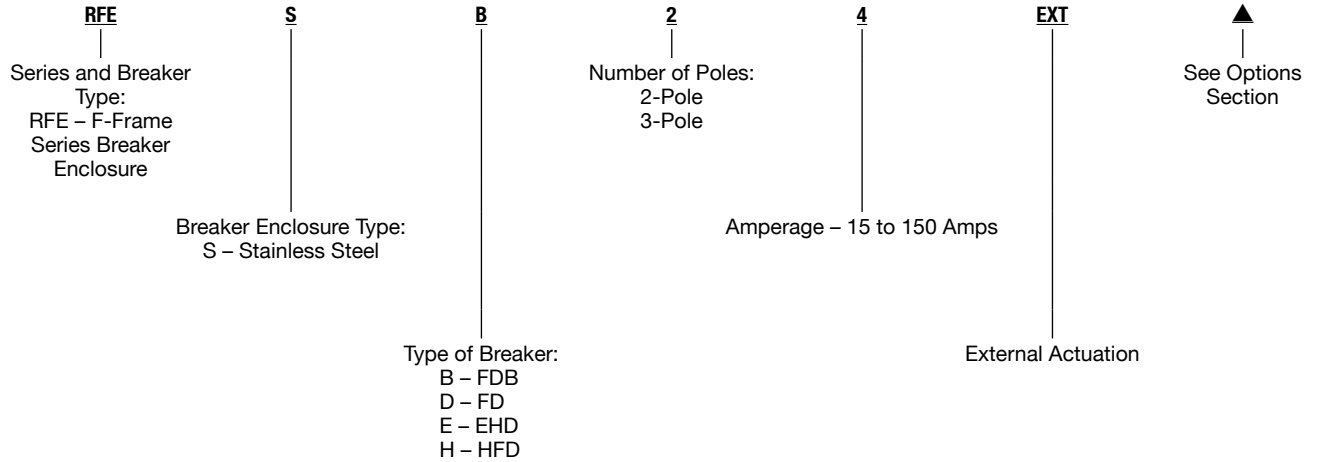 RFE S B 2 4 EXT ▲
Series and Breaker
Type:
RFE – F-Frame
Series Breaker
Enclosure
Number of Poles:
2-Pole
3-Pole
See Options
Section
Breaker Enclosure Type:
S – Stainless Steel
Amperage – 15 to 150 Amps
Type of Breaker:
B – FDB
D – FD
E – EHD
H – HFD
External Actuation